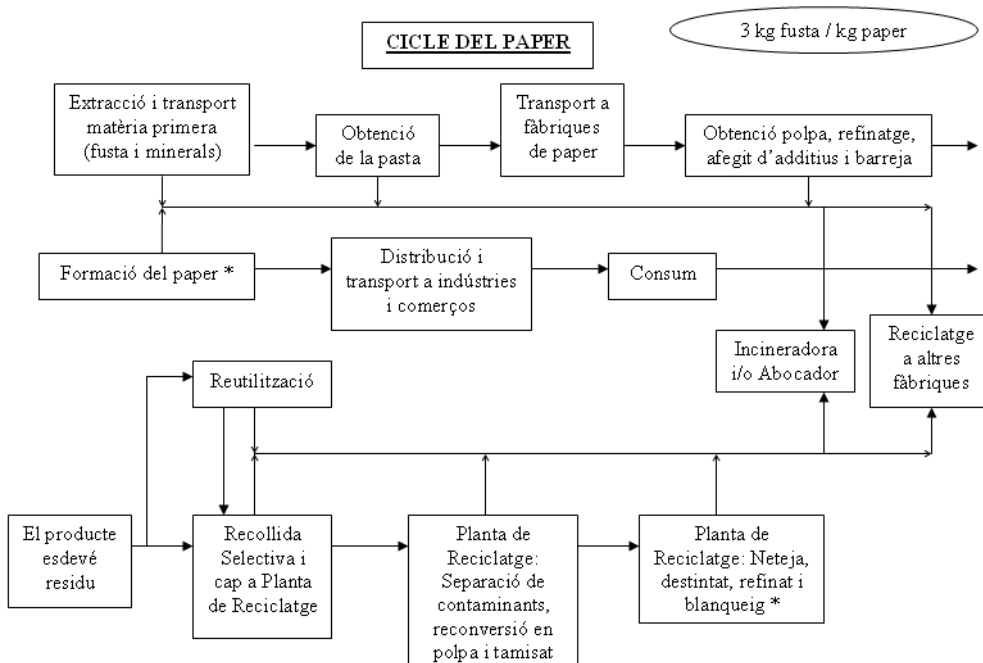 CICLE DEL PAPER
3 kg fusta / kg paper
Extracció i transport
matèria primera
(fusta i minerals)
Obtenció
de la pasta
Transport a
fàbriques
de paper
Obtenció polpa, refinatge,
afegit d'additius i barreja
Formació del paper *
Distribució i
transport a indústries
i comerços
Consum
Incineradora
i/o Abocador
Reciclatge
a altres
fàbriques
Reutilització
El producte
esdevé
residu
Recollida
Selectiva i
cap a Planta
de Reciclatge
Planta de
Reciclatge:
Separació de
contaminants,
reconversió en
polpa i tamisat
Planta de
Reciclatge: Neteja,
destintat, refinat i
blanqueig *